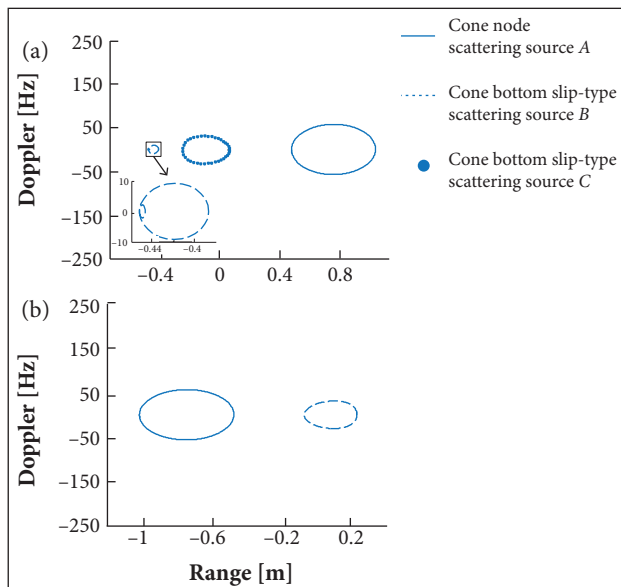 (a)
Doppler [Hz]
250
150
50
−50
−150
−250
10
0
−10
−0.44
−0.4
−0.4
0
0.4
0.8
Cone node
scattering source A
Cone bottom slip-type
scattering source B
Cone bottom slip-type
scattering source C
(b)
Doppler [Hz]
250
150
50
−50
−150
−250
−1
−0.6
−0.2
0.2
Range [m]